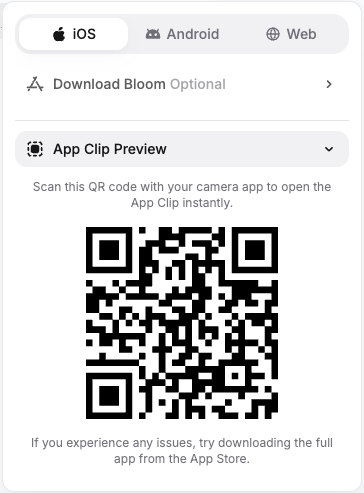 iOS
Android
Web
Download Bloom Optional
App Clip Preview
Scan this QR code with your camera app to open the
App Clip instantly.
If you experience any issues, try downloading the full
app from the App Store.